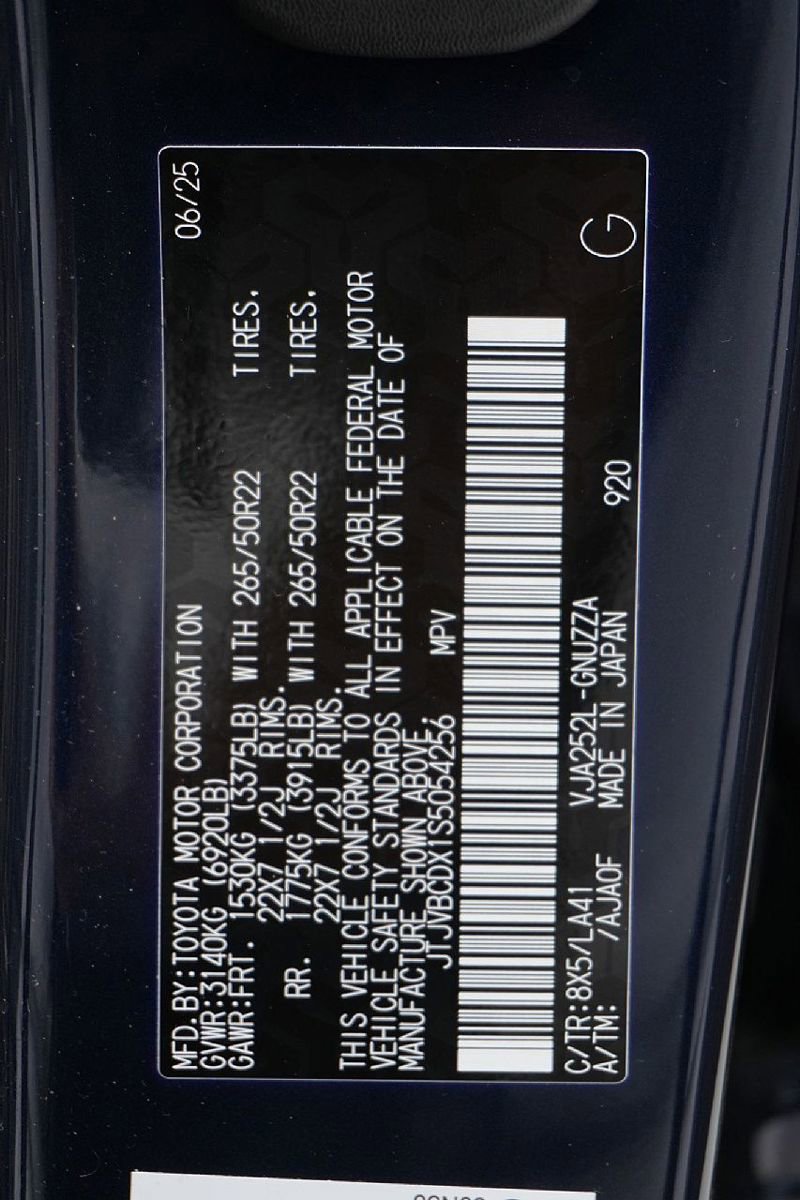 MFD.BY:TOYOTA MOTOR CORPORATION 06/25
GVWR:3140KG (6920LB)
GAWR:FRT. 1530KG (3375LB) WITH 265/50R22 TIRES.
22X7 1/2J RIMS.
RR. 1775KG (3915LB) WITH 265/50R22 TIRES.
22X7 1/2J RIMS.
THIS VEHICLE CONFORMS TO ALL APPLICABLE FEDERAL MOTOR
VEHICLE SAFETY STANDARDS IN EFFECT ON THE DATE OF
MANUFACTURE SHOWN ABOVE.
JTJVBCDX1S5054256; MPV
C/TR:8X5/LA41 VJA252L-GNUZZA G
A/TM: /AJA0F MADE IN JAPAN 920